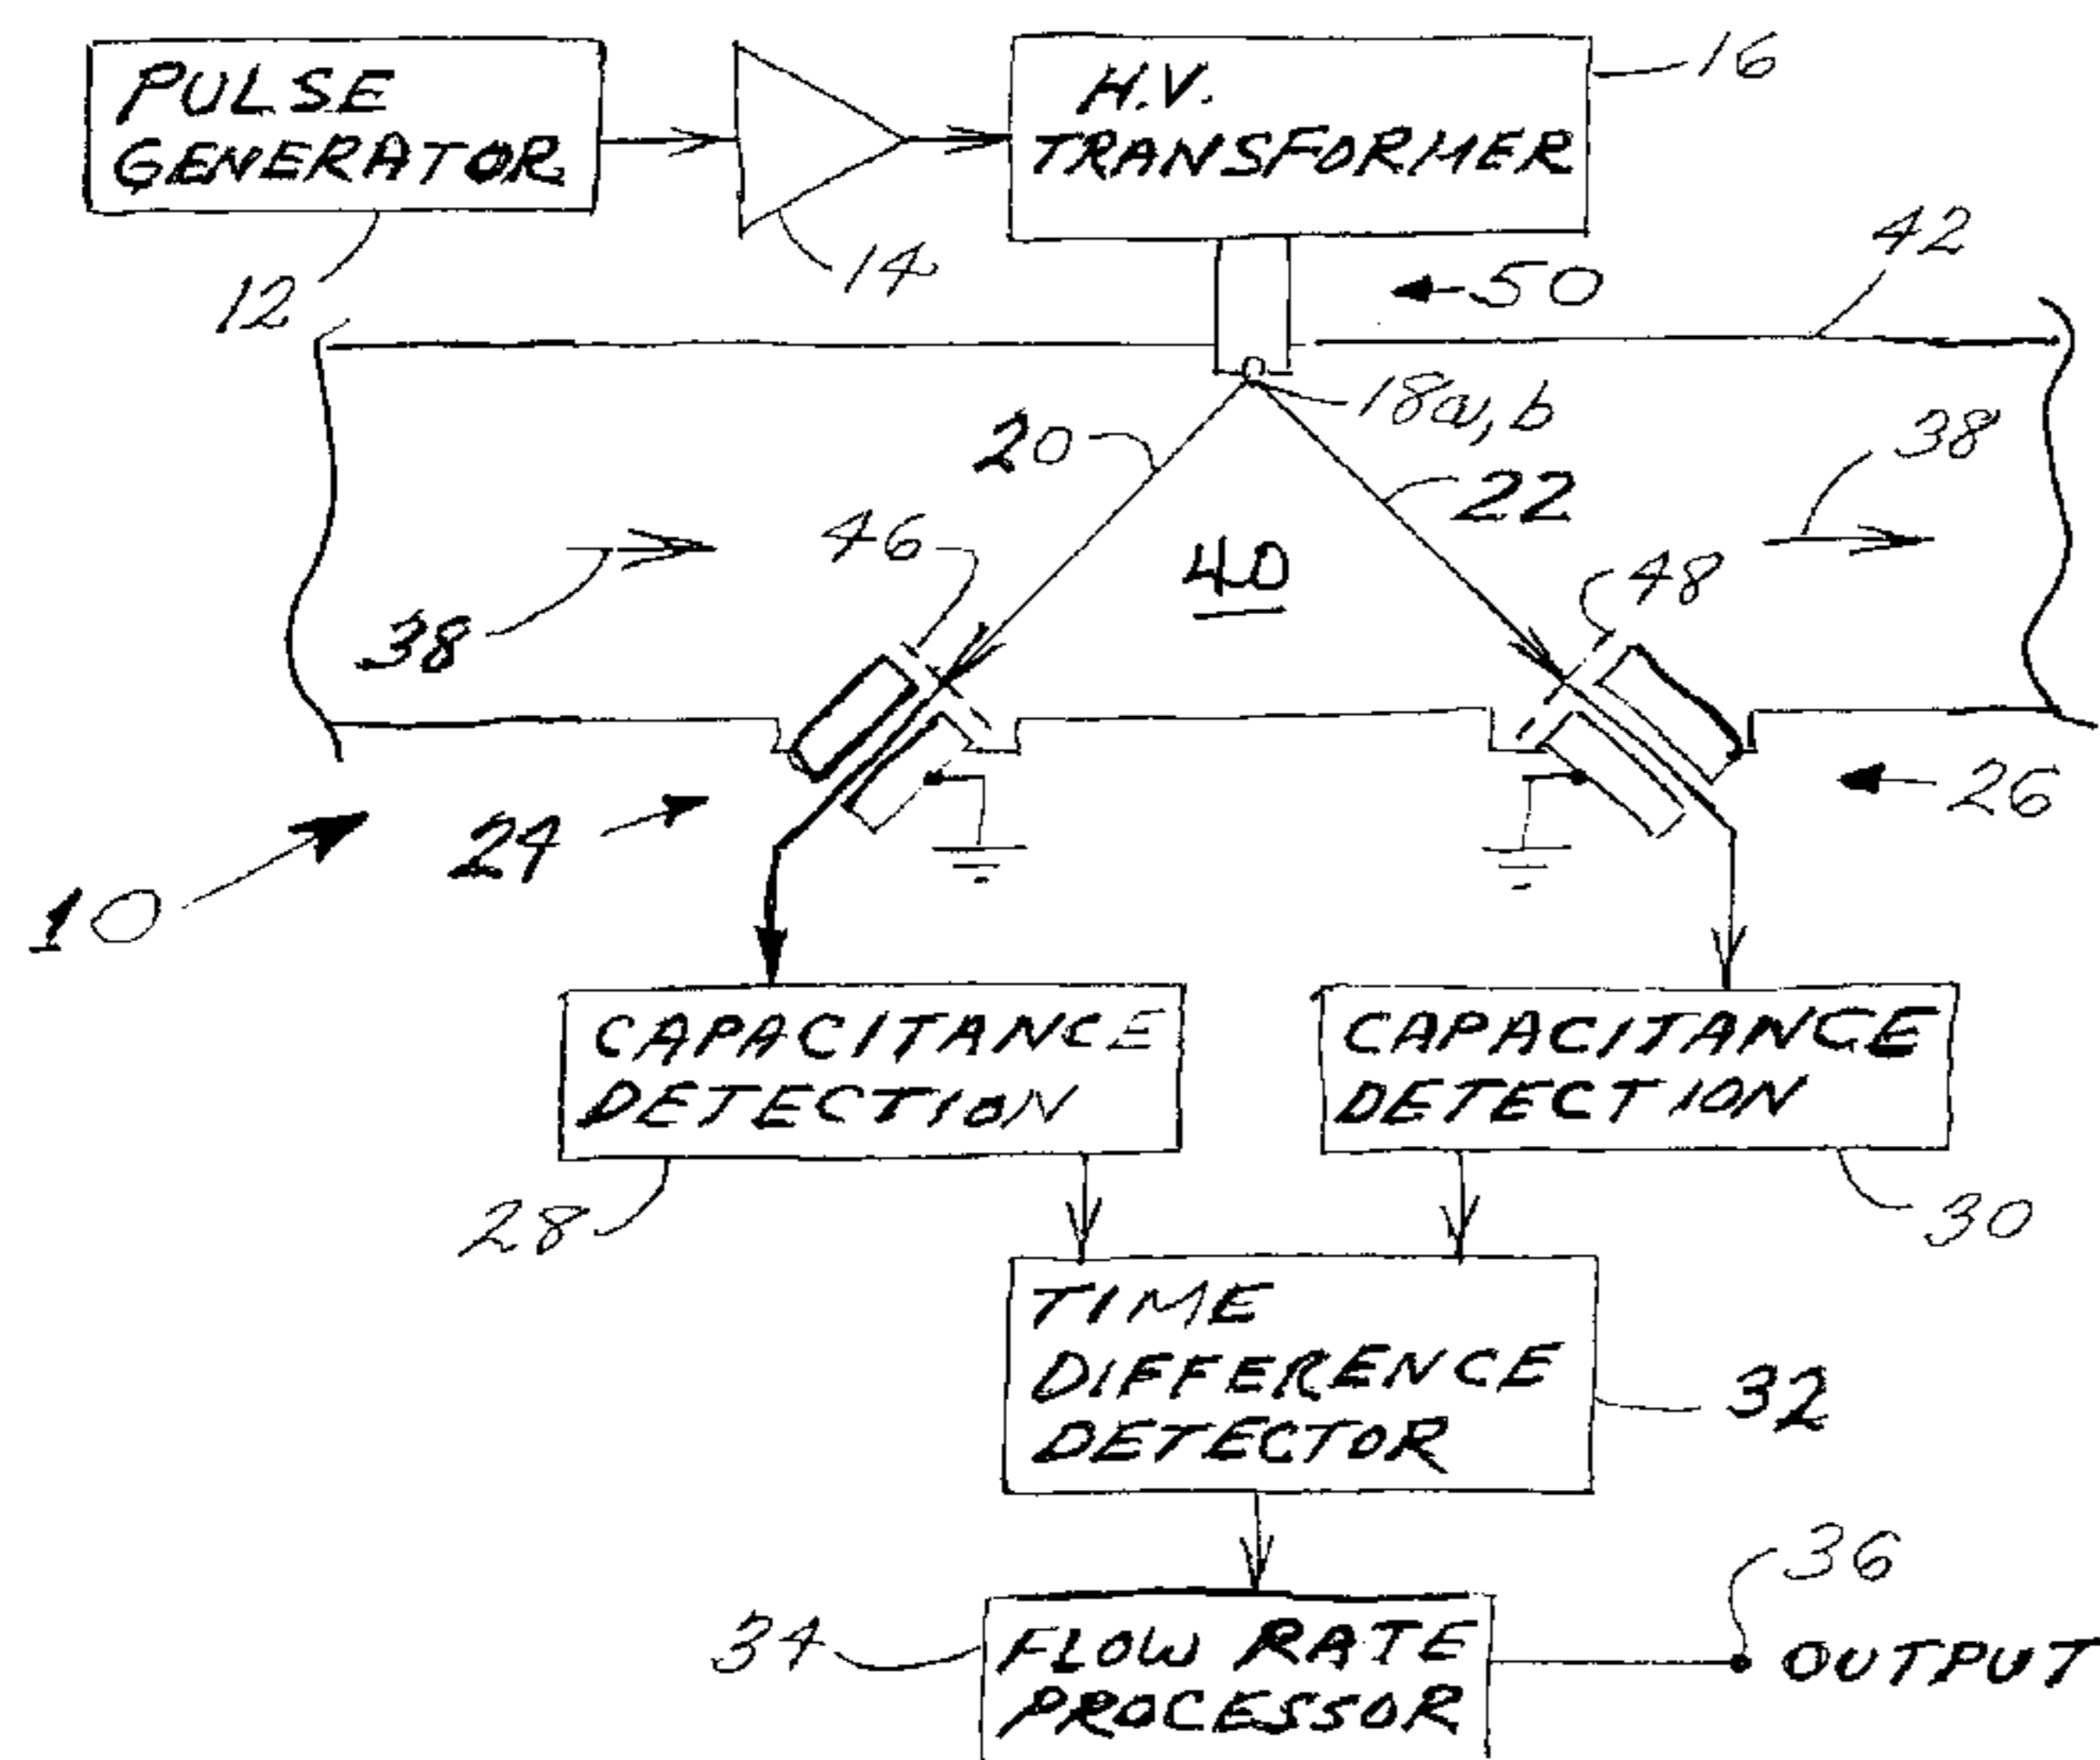 PULSE
GENERATOR
H.V.
TRANSFORMER
16
12
14
50
42
18a, b
20
22
38
46
40
48
38
24
26
10
CAPACITANCE
DETECTION
CAPACITANCE
DETECTION
28
30
TIME
DIFFERENCE
DETECTOR
32
34
FLOW RATE
PROCESSOR
36
OUTPUT